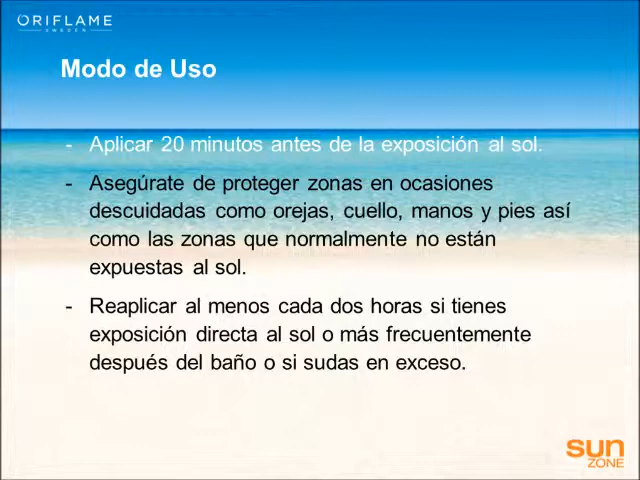 ORIFLAME
SWEDEN
Modo de Uso
- Aplicar 20 minutos antes de la exposición al sol.
- Asegúrate de proteger zonas en ocasiones
descuidadas como orejas, cuello, manos y pies así
como las zonas que normalmente no están
expuestas al sol.
- Reaplicar al menos cada dos horas si tienes
exposición directa al sol o más frecuentemente
después del baño o si sudas en exceso.
sun
ZONE